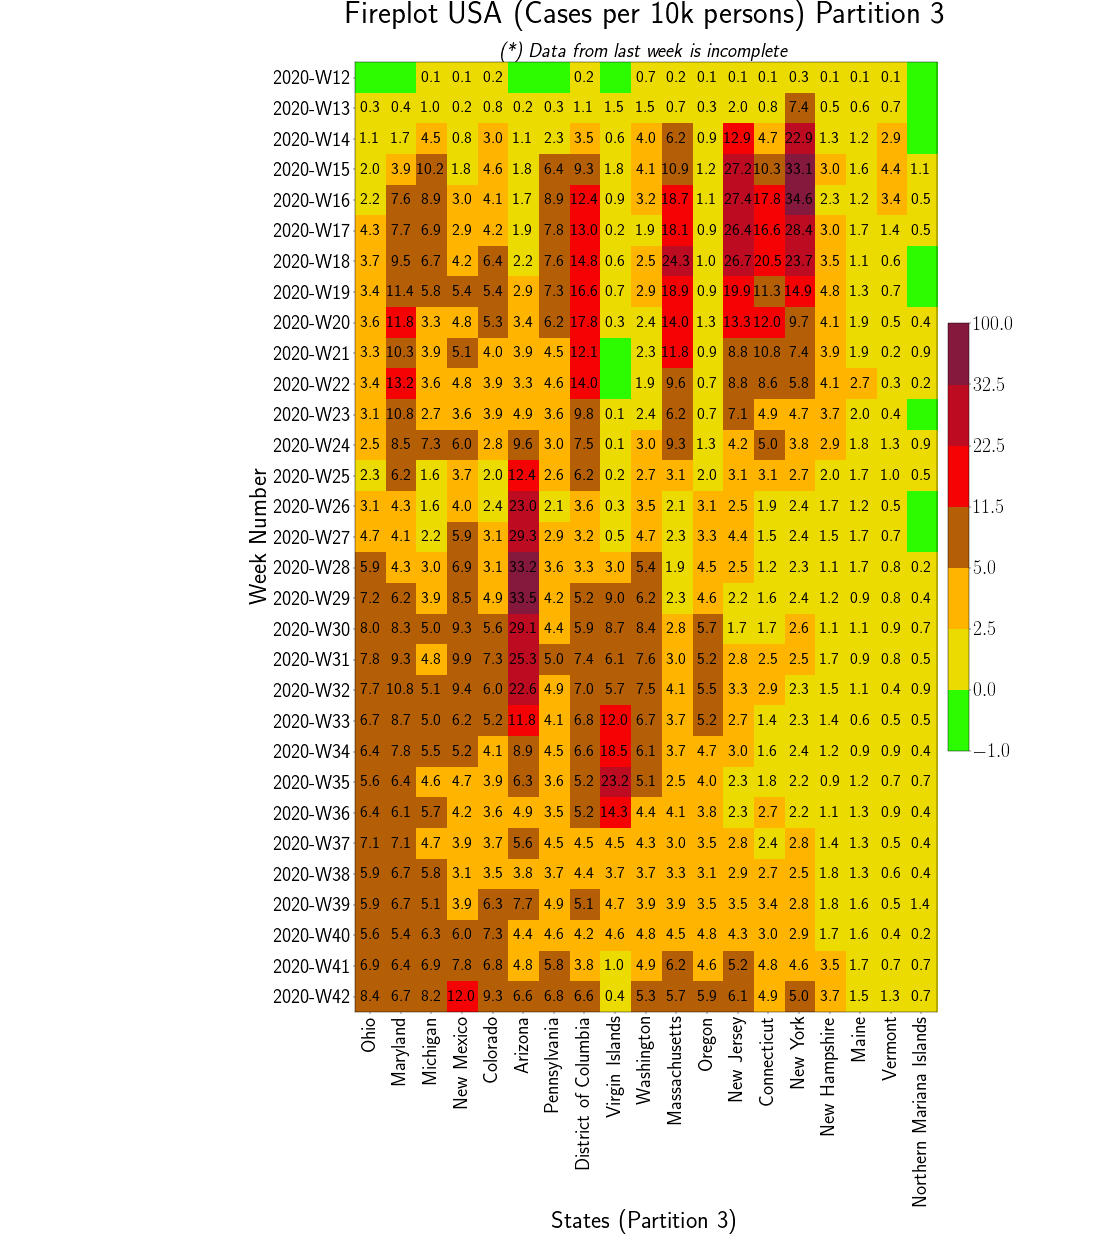 Fireplot USA (Cases per 10k persons) Partition 3
(*) Data from last week is incomplete
2020-W12 0.1 0.1 0.2 0.2 0.7 0.2 0.1 0.1 0.1 0.3 0.1 0.1 0.1
2020-W13 0.3 0.4 1.0 0.2 0.8 0.2 0.3 1.1 1.5 1.5 0.7 0.3 2.0 0.8 7.4 0.5 0.6 0.7
2020-W14 1.1 1.7 4.5 0.8 3.0 1.1 2.3 3.5 0.6 4.0 6.2 0.9 12.9 4.7 22.9 1.3 1.2 2.9
2020-W15 2.0 3.9 10.2 1.8 4.6 1.8 6.4 9.3 1.8 4.1 10.9 1.2 27.2 10.3 33.1 3.0 1.6 4.4 1.1
2020-W16 2.2 7.6 8.9 3.0 4.1 1.7 8.9 12.4 0.9 3.2 18.7 1.1 27.4 17.8 34.6 2.3 1.2 3.4 0.5
2020-W17 4.3 7.7 6.9 2.9 4.2 1.9 7.8 13.0 0.2 1.9 18.1 0.9 26.4 16.6 28.4 3.0 1.7 1.4 0.5
2020-W18 3.7 9.5 6.7 4.2 6.4 2.2 7.6 14.8 0.6 2.5 24.3 1.0 26.7 20.5 23.7 3.5 1.1 0.6
2020-W19 3.4 11.4 5.8 5.4 5.4 2.9 7.3 16.6 0.7 2.9 18.9 0.9 19.9 11.3 14.9 4.8 1.3 0.7
2020-W20 3.6 11.8 3.3 4.8 5.3 3.4 6.2 17.8 0.3 2.4 14.0 1.3 13.3 12.0 9.7 4.1 1.9 0.5 0.4
2020-W21 3.3 10.3 3.9 5.1 4.0 3.9 4.5 12.1 2.3 11.8 0.9 8.8 10.8 7.4 3.9 1.9 0.2 0.9
2020-W22 3.4 13.2 3.6 4.8 3.9 3.3 4.6 14.0 1.9 9.6 0.7 8.8 8.6 5.8 4.1 2.7 0.3 0.2
2020-W23 3.1 10.8 2.7 3.6 3.9 4.9 3.6 9.8 0.1 2.4 6.2 0.7 7.1 4.9 4.7 3.7 2.0 0.4
2020-W24 2.5 8.5 7.3 6.0 2.8 9.6 3.0 7.5 0.1 3.0 9.3 1.3 4.2 5.0 3.8 2.9 1.8 1.3 0.9
2020-W25 2.3 6.2 1.6 3.7 2.0 12.4 2.6 6.2 0.2 2.7 3.1 2.0 3.1 3.1 2.7 2.0 1.7 1.0 0.5
2020-W26 3.1 4.3 1.6 4.0 2.4 23.0 2.1 3.6 0.3 3.5 2.1 3.1 2.5 1.9 2.4 1.7 1.2 0.5
2020-W27 4.7 4.1 2.2 5.9 3.1 29.3 2.9 3.2 0.5 4.7 2.3 3.3 4.4 1.5 2.4 1.5 1.7 0.7
2020-W28 5.9 4.3 3.0 6.9 3.1 33.2 3.6 3.3 3.0 5.4 1.9 4.5 2.5 1.2 2.3 1.1 1.7 0.8 0.2
2020-W29 7.2 6.2 3.9 8.5 4.9 33.5 4.2 5.2 9.0 6.2 2.3 4.6 2.2 1.6 2.4 1.2 0.9 0.8 0.4
2020-W30 8.0 8.3 5.0 9.3 5.6 29.1 4.4 5.9 8.7 8.4 2.8 5.7 1.7 1.7 2.6 1.1 1.1 0.9 0.7
2020-W31 7.8 9.3 4.8 9.9 7.3 25.3 5.0 7.4 6.1 7.6 3.0 5.2 2.8 2.5 2.5 1.7 0.9 0.8 0.5
2020-W32 7.7 10.8 5.1 9.4 6.0 22.6 4.9 7.0 5.7 7.5 4.1 5.5 3.3 2.9 2.3 1.5 1.1 0.4 0.9
2020-W33 6.7 8.7 5.0 6.2 5.2 11.8 4.1 6.8 12.0 6.7 3.7 5.2 2.7 1.4 2.3 1.4 0.6 0.5 0.5
2020-W34 6.4 7.8 5.5 5.2 4.1 8.9 4.5 6.6 18.5 6.1 3.7 4.7 3.0 1.6 2.4 1.2 0.9 0.9 0.4
2020-W35 5.6 6.4 4.6 4.7 3.9 6.3 3.6 5.2 23.2 5.1 2.5 4.0 2.3 1.8 2.2 0.9 1.2 0.7 0.7
2020-W36 6.4 6.1 5.7 4.2 3.6 4.9 3.5 5.2 14.3 4.4 4.1 3.8 2.3 2.7 2.2 1.1 1.3 0.9 0.4
2020-W37 7.1 7.1 4.7 3.9 3.7 5.6 4.5 4.5 4.5 4.3 3.0 3.5 2.8 2.4 2.8 1.4 1.3 0.5 0.4
2020-W38 5.9 6.7 5.8 3.1 3.5 3.8 3.7 4.4 3.7 3.7 3.3 3.1 2.9 2.7 2.5 1.8 1.3 0.6 0.4
2020-W39 5.9 6.7 5.1 3.9 6.3 7.7 4.9 5.1 4.7 3.9 3.9 3.5 3.5 3.4 2.8 1.8 1.6 0.5 1.4
2020-W40 5.6 5.4 6.3 6.0 7.3 4.4 4.6 4.2 4.6 4.8 4.5 4.8 4.3 3.0 2.9 1.7 1.6 0.4 0.2
2020-W41 6.9 6.4 6.9 7.8 6.8 4.8 5.8 3.8 1.0 4.9 6.2 4.6 5.2 4.8 4.6 3.5 1.7 0.7 0.7
2020-W42 8.4 6.7 8.2 12.0 9.3 6.6 6.8 6.6 0.4 5.3 5.7 5.9 6.1 4.9 5.0 3.7 1.5 1.3 0.7
Week Number
Ohio
Maryland
Michigan
New Mexico
Colorado
Arizona
Pennsylvania
District of Columbia
Virgin Islands
Washington
Massachusetts
Oregon
New Jersey
Connecticut
New York
New Hampshire
Maine
Vermont
Northern Mariana Islands
States (Partition 3)
100.0
32.5
22.5
11.5
5.0
2.5
0.0
−1.0